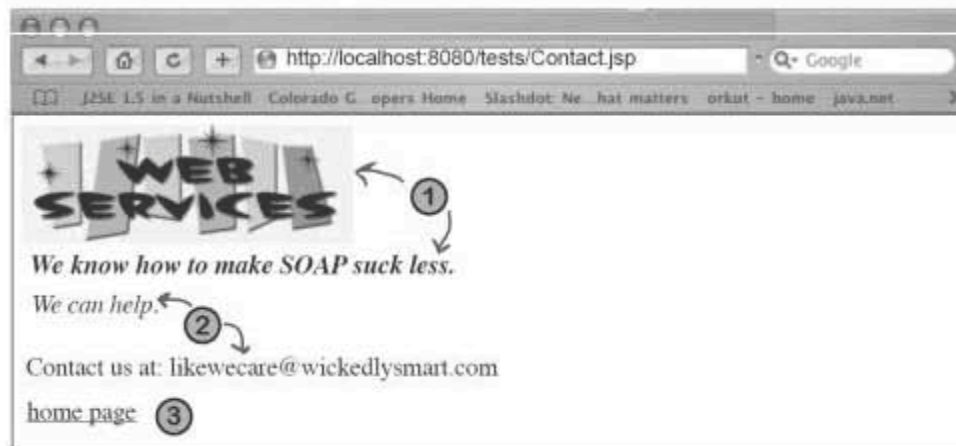 http://localhost:8080/tests/Contact.jsp
Google
J2SE 1.5 in a Nutshell Colorado G...opers Home Slashdot: Ne...hat matters orkut – home java.net
WEB
SERVICES
1
We know how to make SOAP suck less.
We can help.
2
Contact us at: likewecare@wickedlysmart.com
home page
3